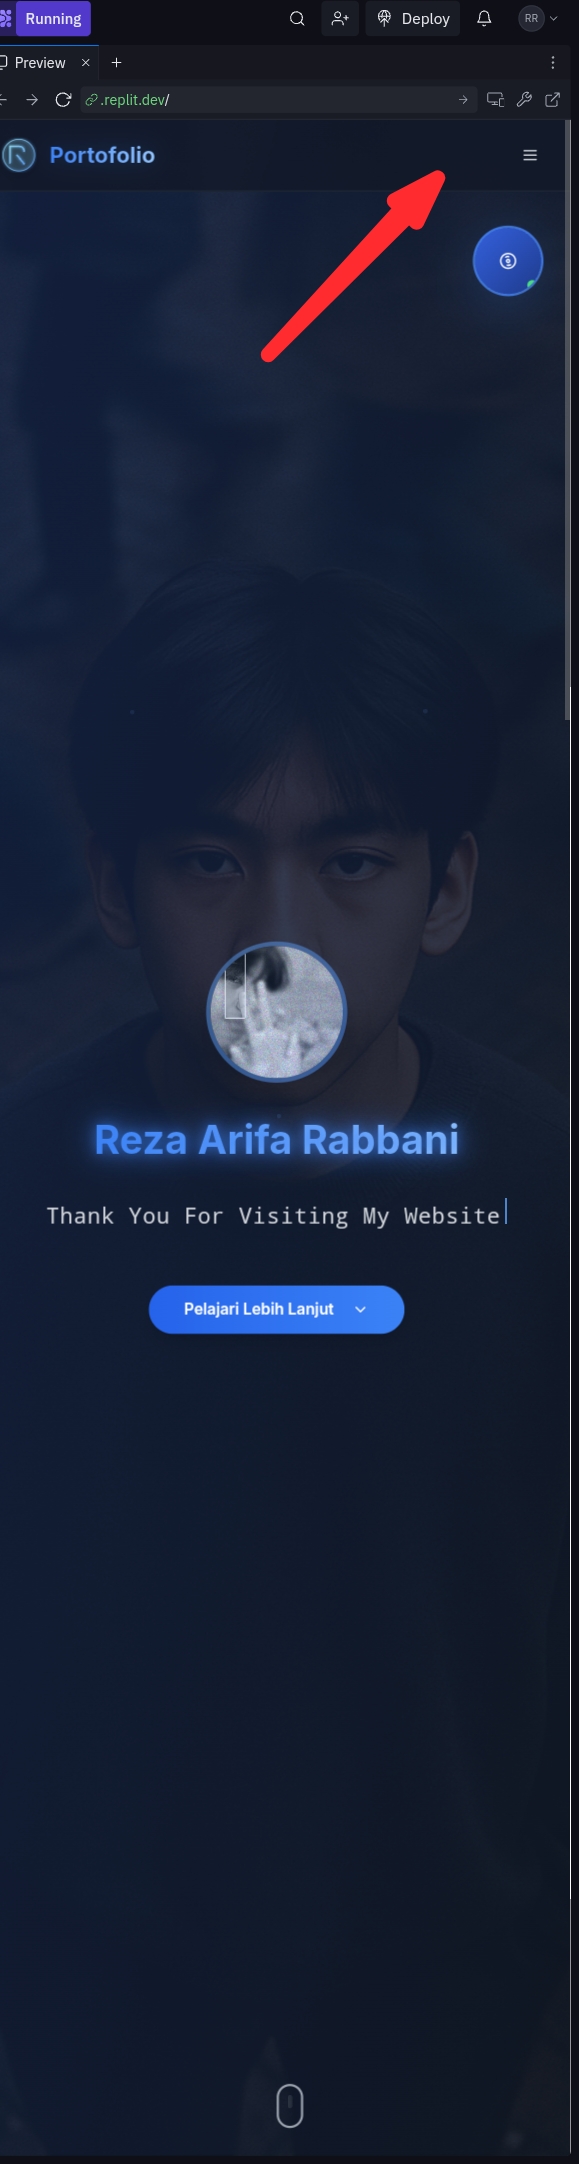 Running
Deploy
RR
Preview
.replit.dev/
Portofolio
Reza Arifa Rabbani
Thank You For Visiting My Website
Pelajari Lebih Lanjut